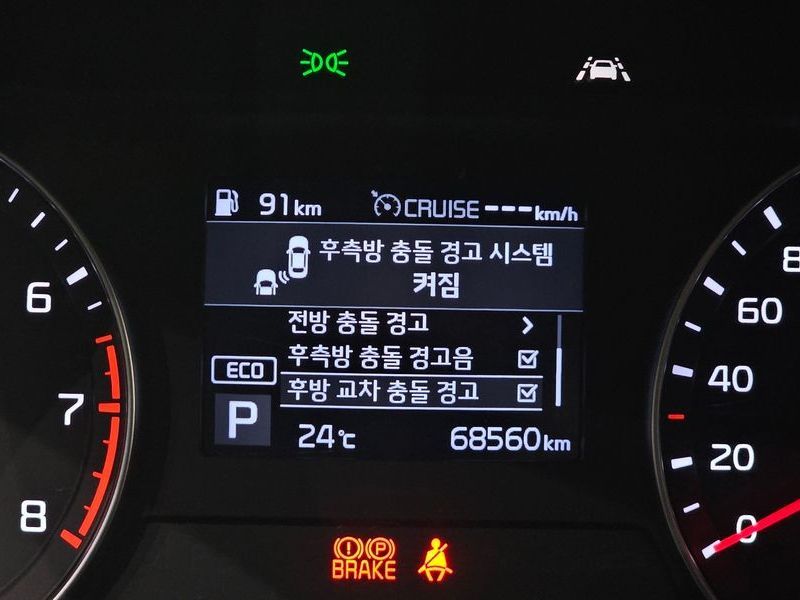 91km CRUISE ---km/h
후측방 충돌 경고 시스템
켜짐
전방 충돌 경고
후측방 충돌 경고음
후방 교차 충돌 경고
ECO
P
24℃ 68560km
6
7
8
8
60
40
20
0
P
BRAKE